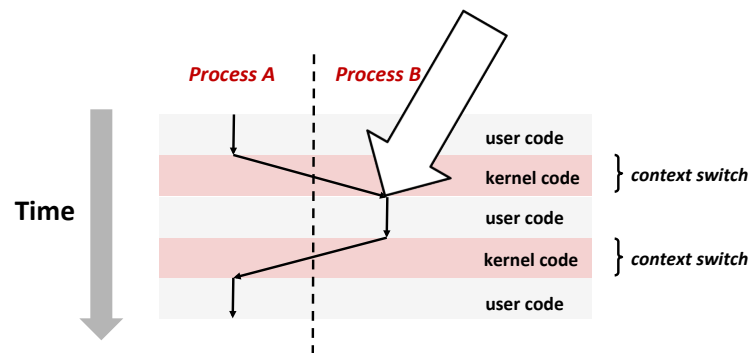 Process A
Process B
user code
kernel code
context switch
Time
user code
kernel code
context switch
user code